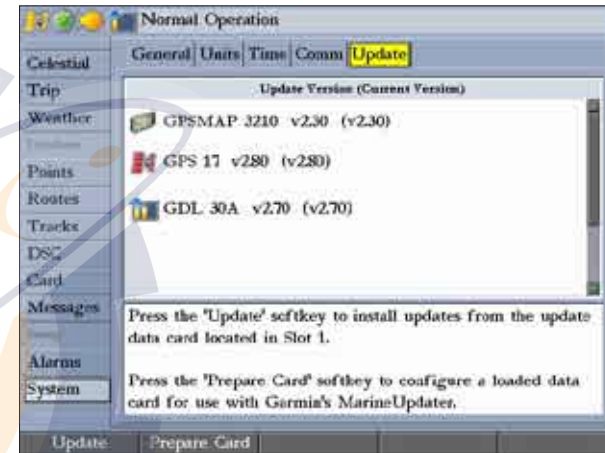 Normal Operation
General Units Time Comm Update
Celestial
Trip
Weather
Points
Routes
Tracks
DSC
Card
Messages
Alarms
System
Update Version (Current Version)
GPSMAP 3210 v2.30 (v2.30)
GPS 17 v2.80 (v2.80)
GDL 30A v2.70 (v2.70)
Press the 'Update' softkey to install updates from the update
data card located in Slot 1.
Press the 'Prepare Card' softkey to configure a loaded data
card for use with Garmin's MarineUpdater.
Update Prepare Card